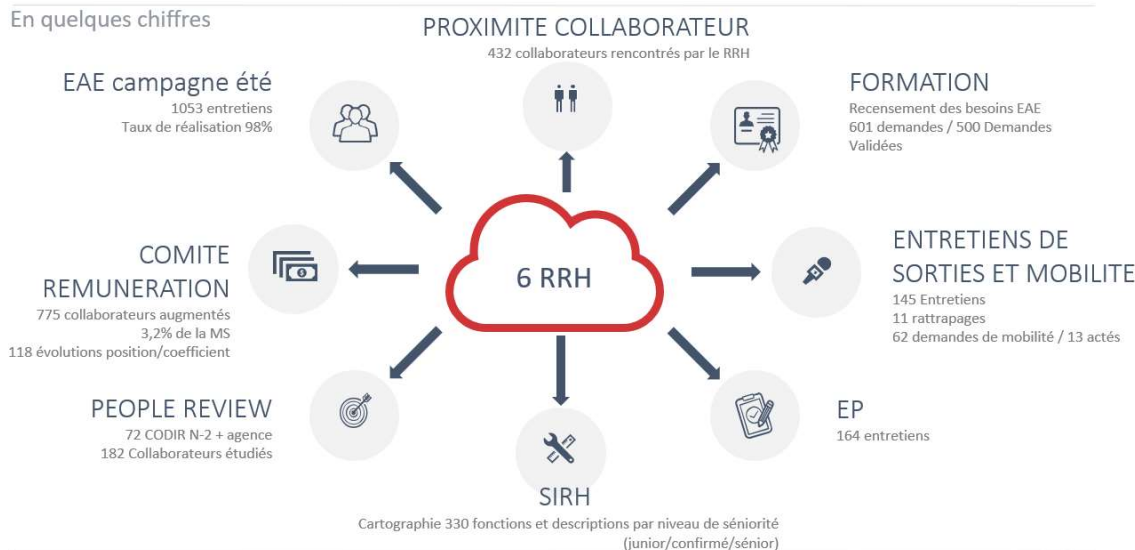 En quelques chiffres
PROXIMITE COLLABORATEUR
432 collaborateurs rencontrés par le RRH
EAE campagne été
1053 entretiens
Taux de réalisation 98%
FORMATION
Recensement des besoins EAE
601 demandes / 500 Demandes
Validées
COMITE
REMUNERATION
775 collaborateurs augmentés
3,2% de la MS
118 évolutions position/coefficient
6 RRH
ENTRETIENS DE
SORTIES ET MOBILITE
145 Entretiens
11 rattrapages
62 demandes de mobilité / 13 actés
PEOPLE REVIEW
72 CODIR N-2 + agence
182 Collaborateurs étudiés
EP
164 entretiens
SIRH
Cartographie 330 fonctions et descriptions par niveau de séniorité
(junior/confirmé/sénior)